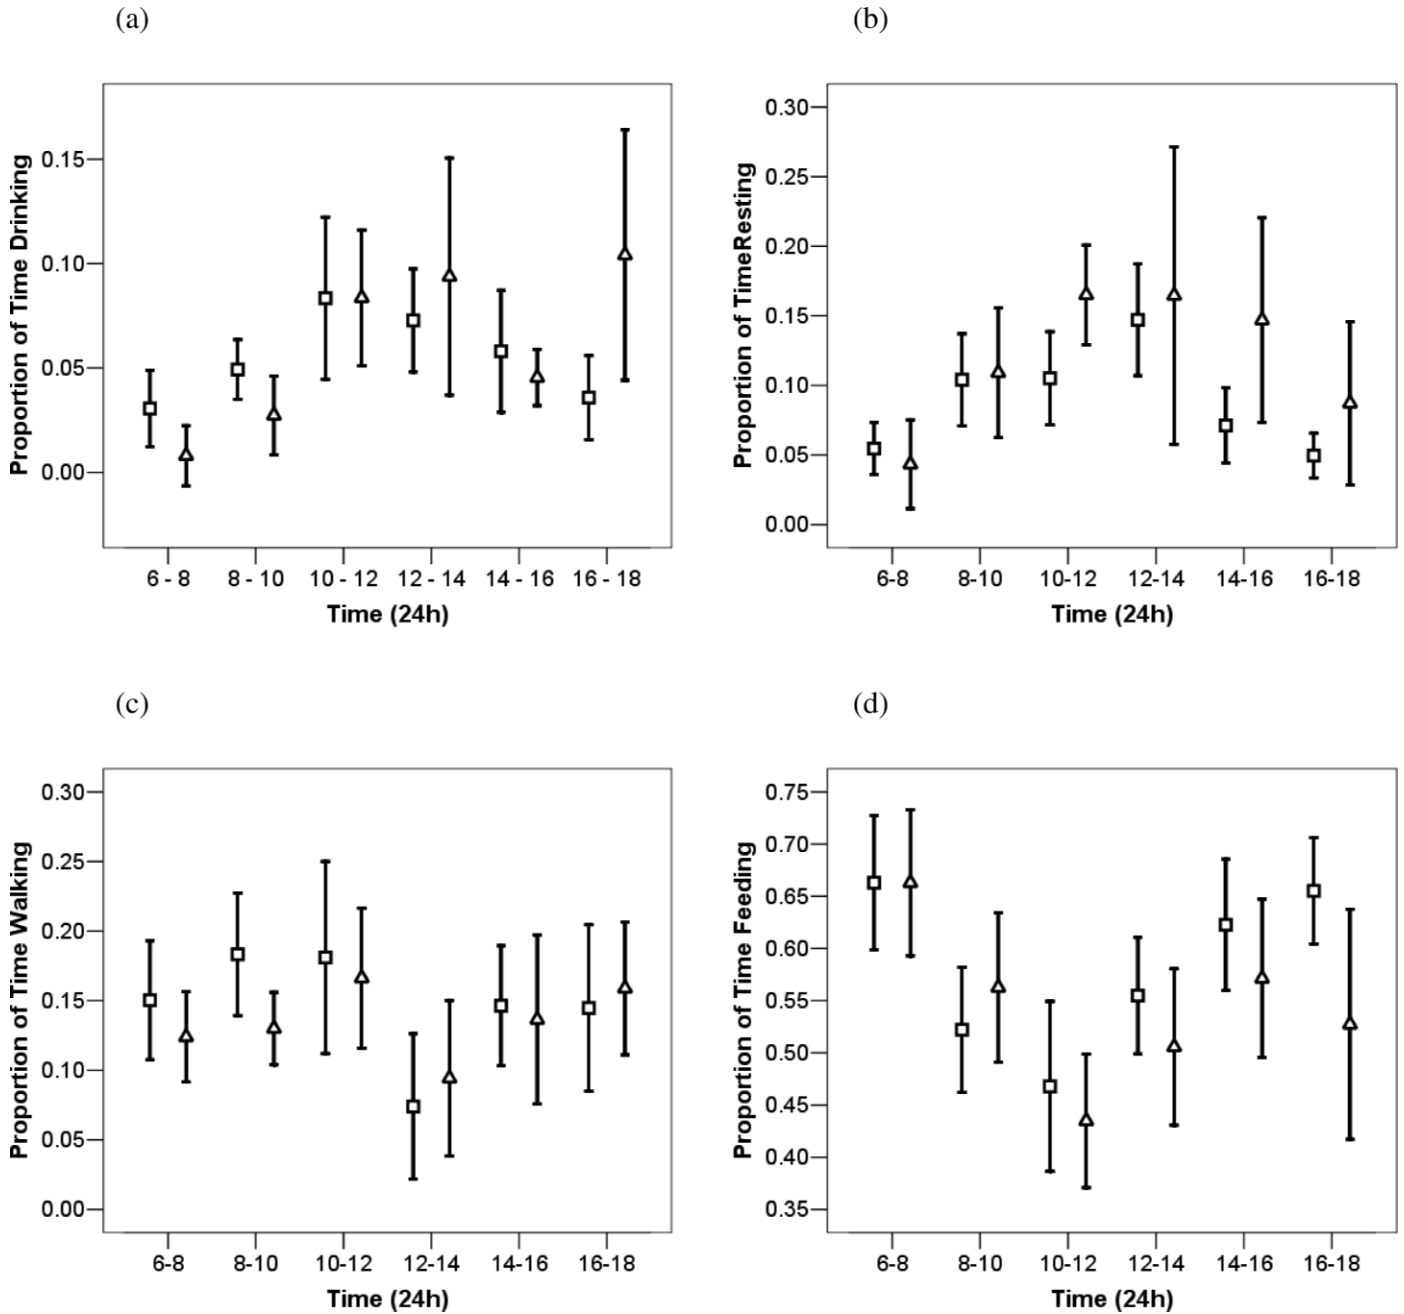 (a)
Proportion of Time Drinking
0.15
0.10
0.05
0.00
6 - 8 8 - 10 10 - 12 12 - 14 14 - 16 16 - 18
Time (24h)
(b)
Proportion of TimeResting
0.30
0.25
0.20
0.15
0.10
0.05
0.00
6-8 8-10 10-12 12-14 14-16 16-18
Time (24h)
(c)
Proportion of Time Walking
0.30
0.25
0.20
0.15
0.10
0.05
0.00
6-8 8-10 10-12 12-14 14-16 16-18
Time (24h)
(d)
Proportion of Time Feeding
0.75
0.70
0.65
0.60
0.55
0.50
0.45
0.40
0.35
6-8 8-10 10-12 12-14 14-16 16-18
Time (24h)